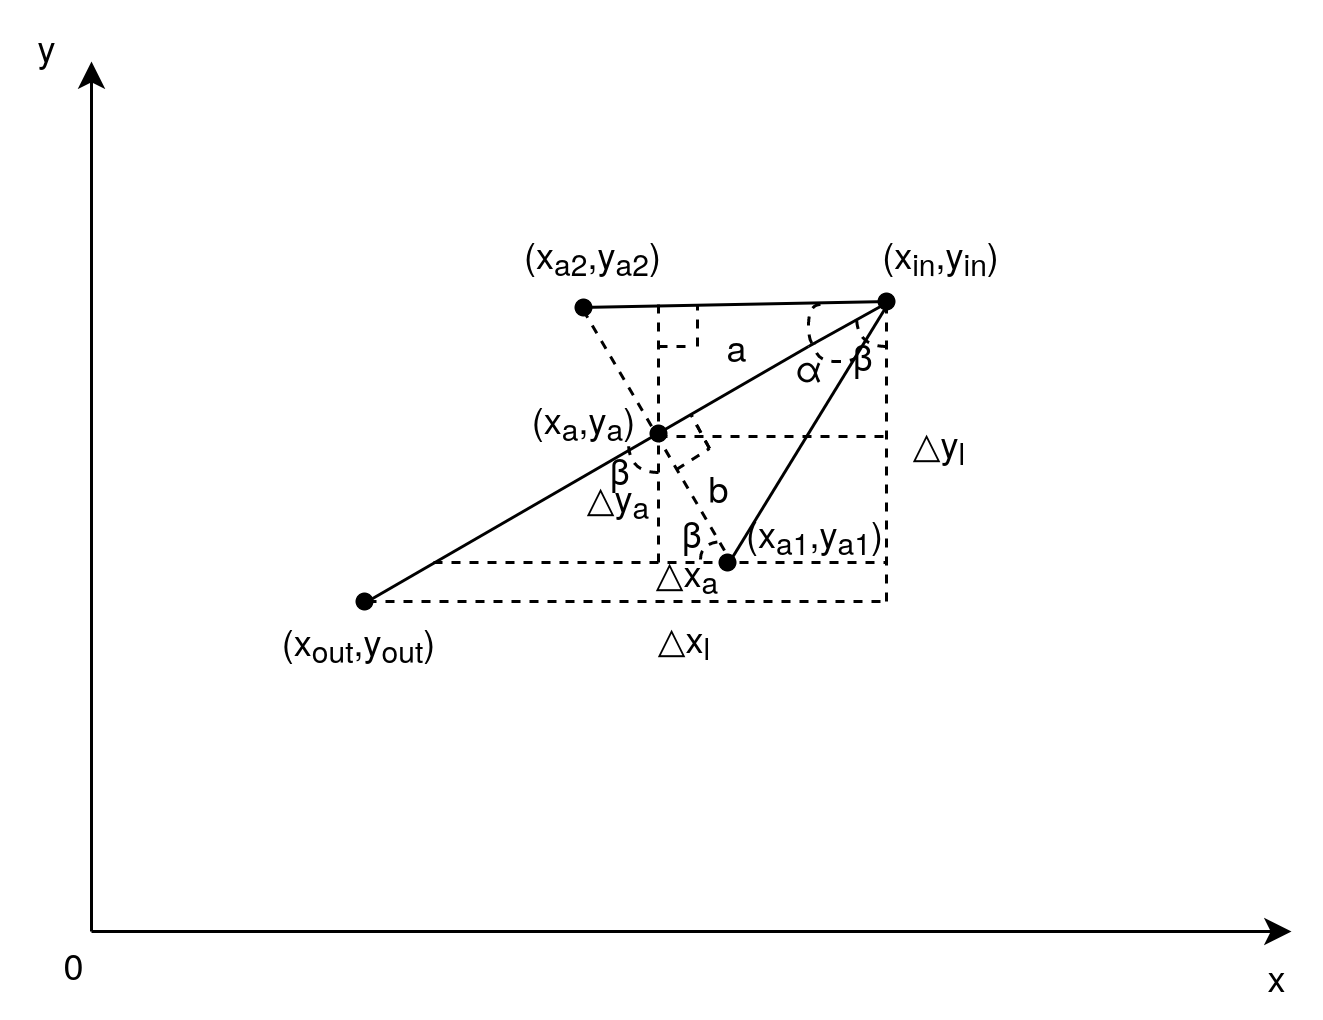 y
(xa2,ya2)
(xin,yin)
a
α
β
(xa,ya)
△yl
β
△ya
b
β
(xa1,ya1)
△xa
(xout,yout)
△xl
0
x